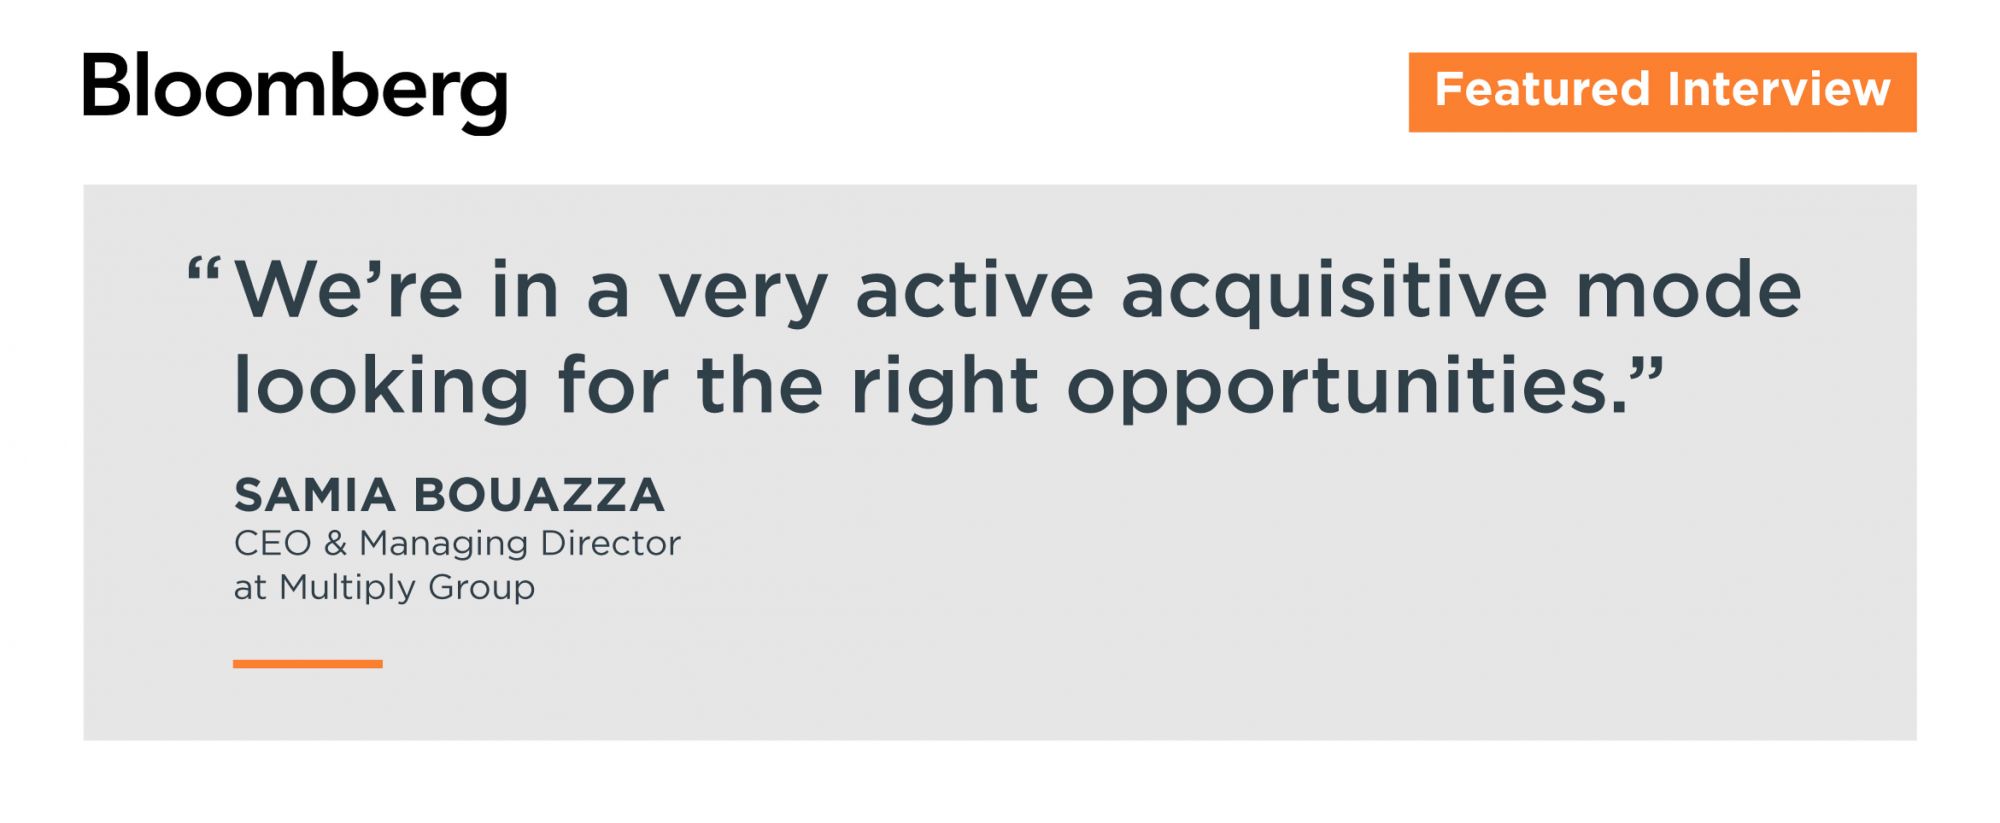 Bloomberg
Featured Interview
“We’re in a very active acquisitive mode
looking for the right opportunities.”
SAMIA BOUAZZA
CEO & Managing Director
at Multiply Group